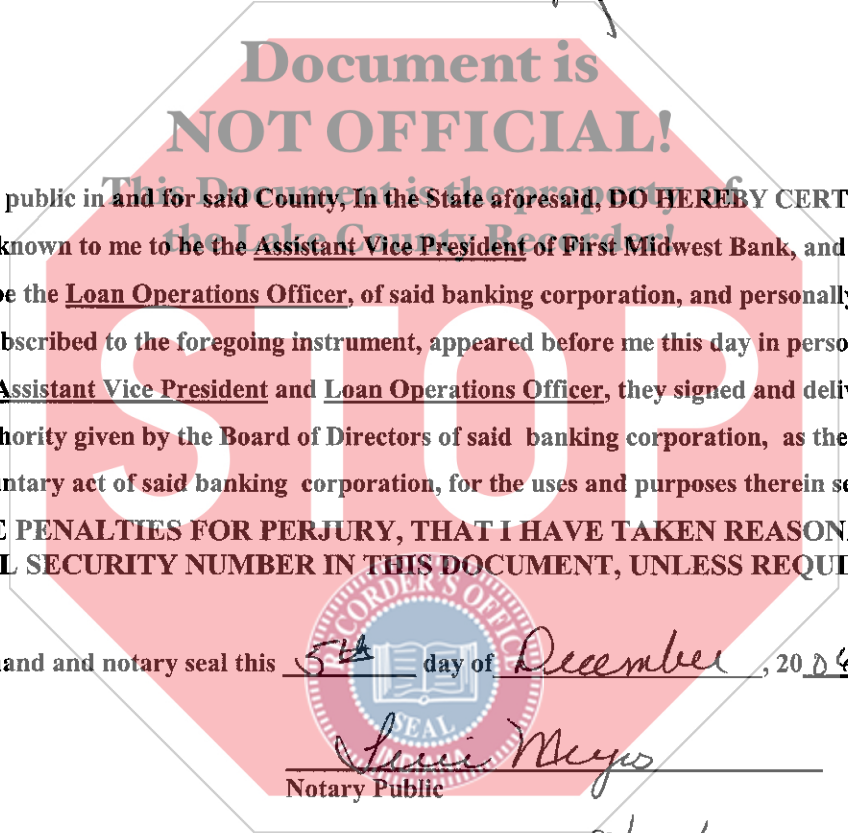 Document is
NOT OFFICIAL!
This Document is the property of
the Lake County Recorder!
public in and for said County, In the State aforesaid, DO HEREBY CERT
known to me to be the Assistant Vice President of First Midwest Bank, and
be the Loan Operations Officer, of said banking corporation, and personally
bscribed to the foregoing instrument, appeared before me this day in perso
Assistant Vice President and Loan Operations Officer, they signed and deliv
hority given by the Board of Directors of said banking corporation, as the
ntary act of said banking corporation, for the uses and purposes therein se
STOP
E PENALTIES FOR PERJURY, THAT I HAVE TAKEN REASON
L SECURITY NUMBER IN THIS DOCUMENT, UNLESS REQUI
RECORDER'S OFFICE
and and notary seal this 5th day of December, 20
SEAL
INDIANA
Notary Public